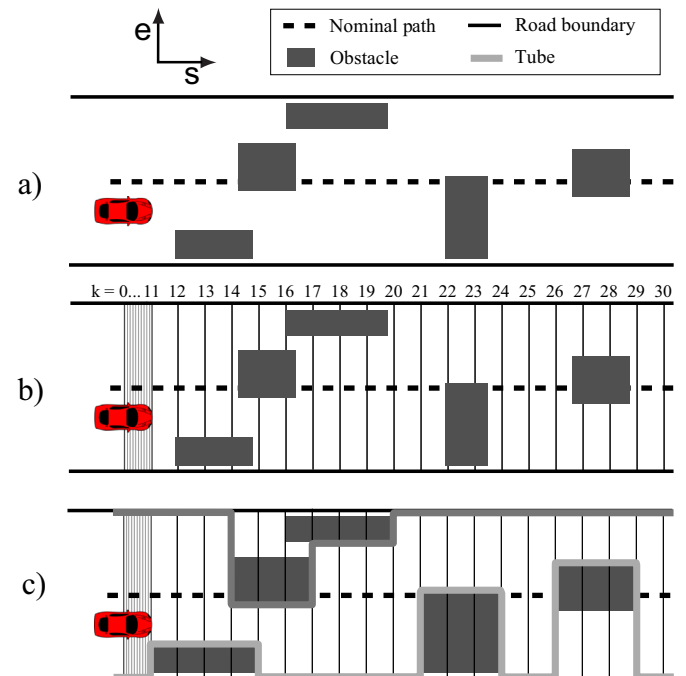 e
s
Nominal path
Road boundary
Obstacle
Tube
a)
k = 0... 11 12 13 14 15 16 17 18 19 20 21 22 23 24 25 26 27 28 29 30
b)
c)